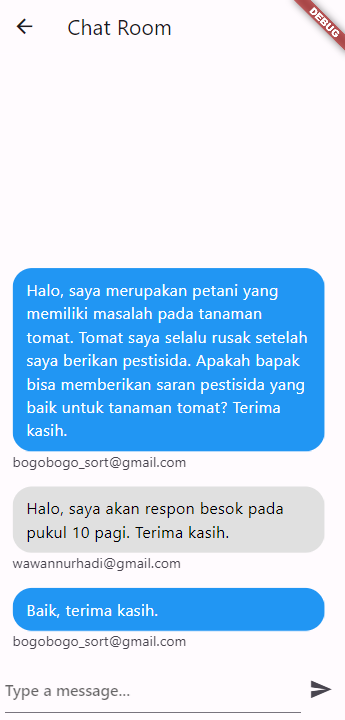 Chat Room
DEBUG
Halo, saya merupakan petani yang
memiliki masalah pada tanaman
tomat. Tomat saya selalu rusak setelah
saya berikan pestisida. Apakah bapak
bisa memberikan saran pestisida yang
baik untuk tanaman tomat? Terima
kasih.
bogobogo_sort@gmail.com
Halo, saya akan respon besok pada
pukul 10 pagi. Terima kasih.
wawannurhadi@gmail.com
Baik, terima kasih.
bogobogo_sort@gmail.com
Type a message...